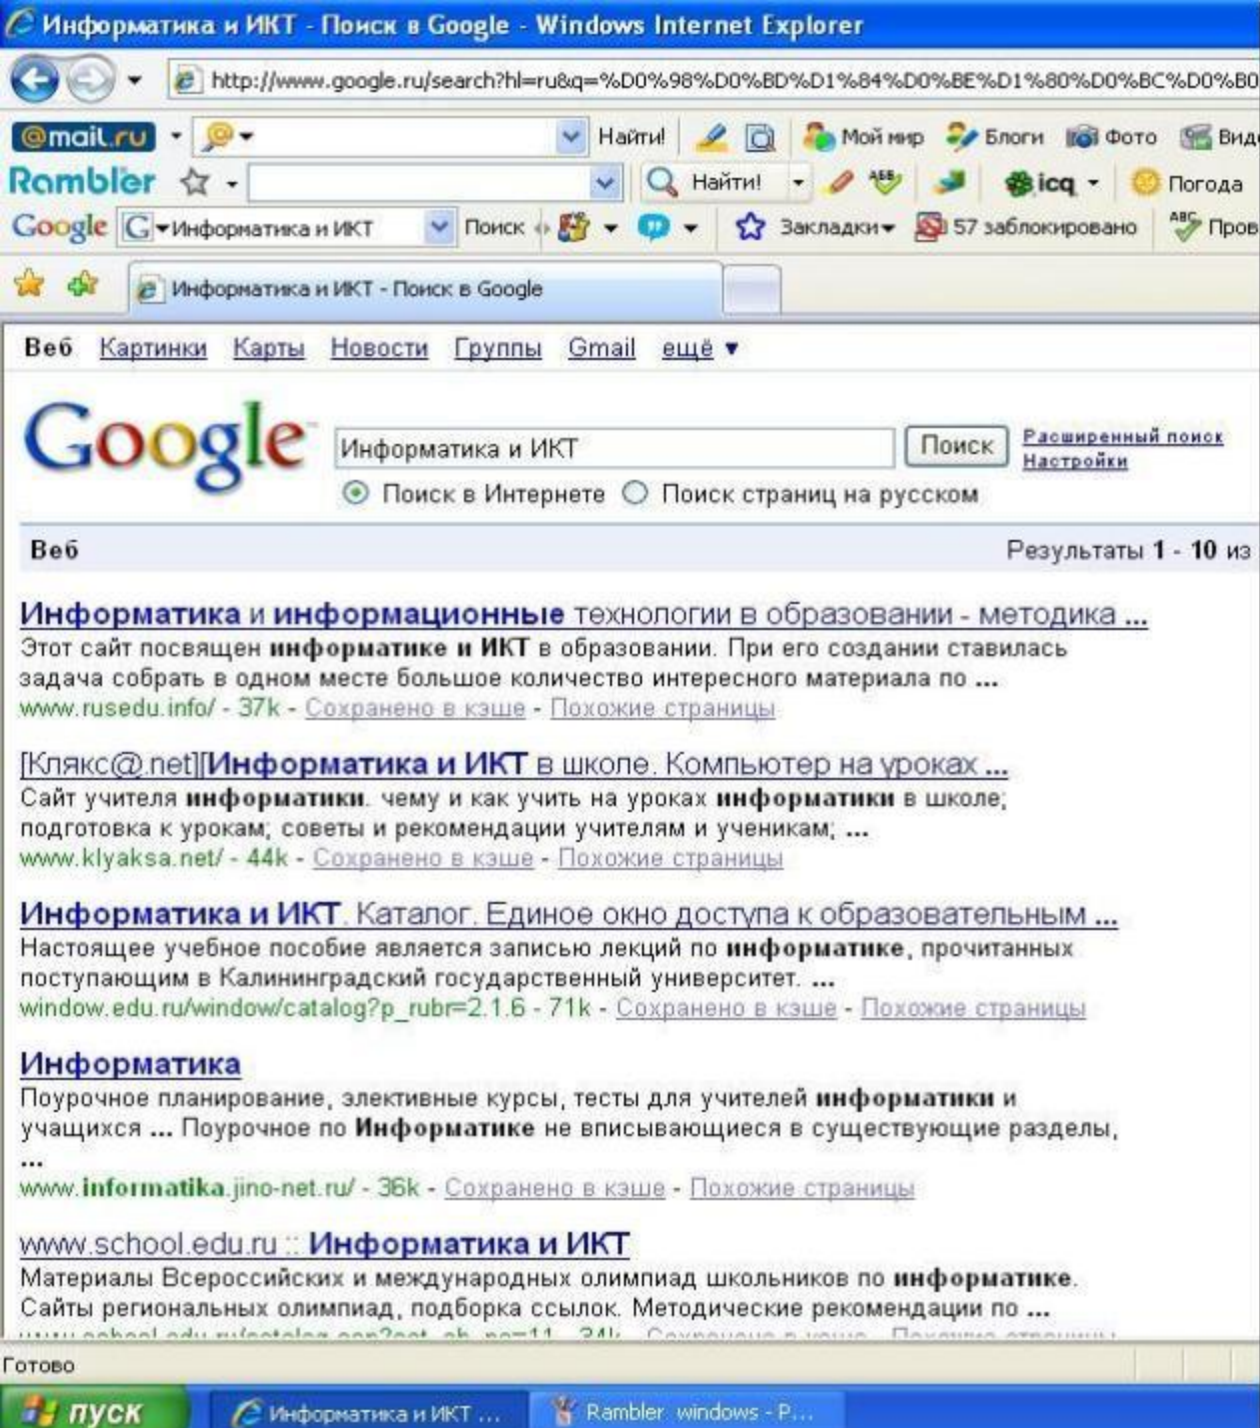 Информатика и ИКТ - Поиск в Google - Windows Internet Explorer
http://www.google.ru/search?hl=ru&q=%D0%98%D0%BD%D1%84%D0%BE%D1%80%D0%BC%D0%B0
@mail.ru Найти! Мой мир Блоги Фото Вид
Rambler Найти! icq Погода
Google Информатика и ИКТ Поиск Закладки 57 заблокировано Пров
Информатика и ИКТ - Поиск в Google
Веб Картинки Карты Новости Группы Gmail ещё ▼
Google Информатика и ИКТ Поиск Расширенный поиск
Настройки
Поиск в Интернете Поиск страниц на русском
Веб Результаты 1 - 10 из
Информатика и информационные технологии в образовании - методика ...
Этот сайт посвящен информатике и ИКТ в образовании. При его создании ставилась
задача собрать в одном месте большое количество интересного материала по ...
www.rusedu.info/ - 37k - Сохранено в кэше - Похожие страницы
[Клякс@.net][Информатика и ИКТ в школе. Компьютер на уроках ...
Сайт учителя информатики. чему и как учить на уроках информатики в школе;
подготовка к урокам; советы и рекомендации учителям и ученикам; ...
www.klyaksa.net/ - 44k - Сохранено в кэше - Похожие страницы
Информатика и ИКТ. Каталог. Единое окно доступа к образовательным ...
Настоящее учебное пособие является записью лекций по информатике, прочитанных
поступающим в Калининградский государственный университет. ...
window.edu.ru/window/catalog?p_rubr=2.1.6 - 71k - Сохранено в кэше - Похожие страницы
Информатика
Поурочное планирование, элективные курсы, тесты для учителей информатики и
учащихся ... Поурочное по Информатике не вписывающиеся в существующие разделы,
...
www.informatika.jino-net.ru/ - 36k - Сохранено в кэше - Похожие страницы
www.school.edu.ru :: Информатика и ИКТ
Материалы Всероссийских и международных олимпиад школьников по информатике.
Сайты региональных олимпиад, подборка ссылок. Методические рекомендации по ...
Готово
пуск Информатика и ИКТ ... Rambler windows - P...